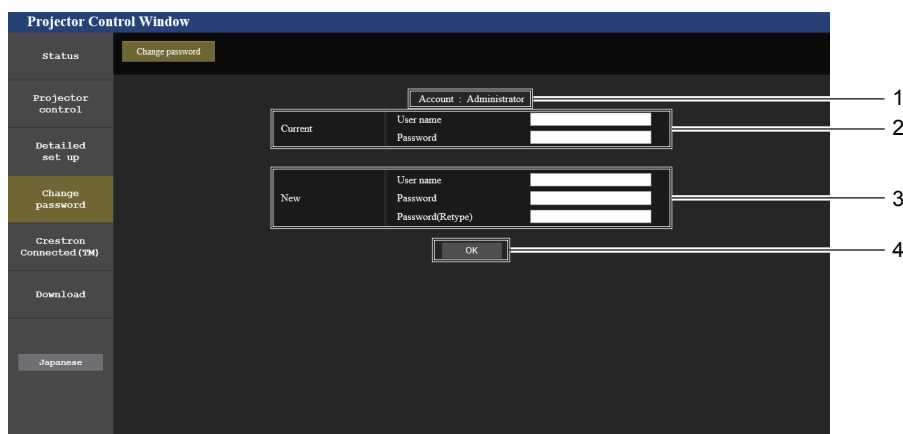 Projector Control Window
Status
Change password
Projector
control
Detailed
set up
Change
password
Crestron
Connected(TM)
Download
Japanese
Account : Administrator
Current
User name
Password
New
User name
Password
Password(Retype)
OK
1
2
3
4